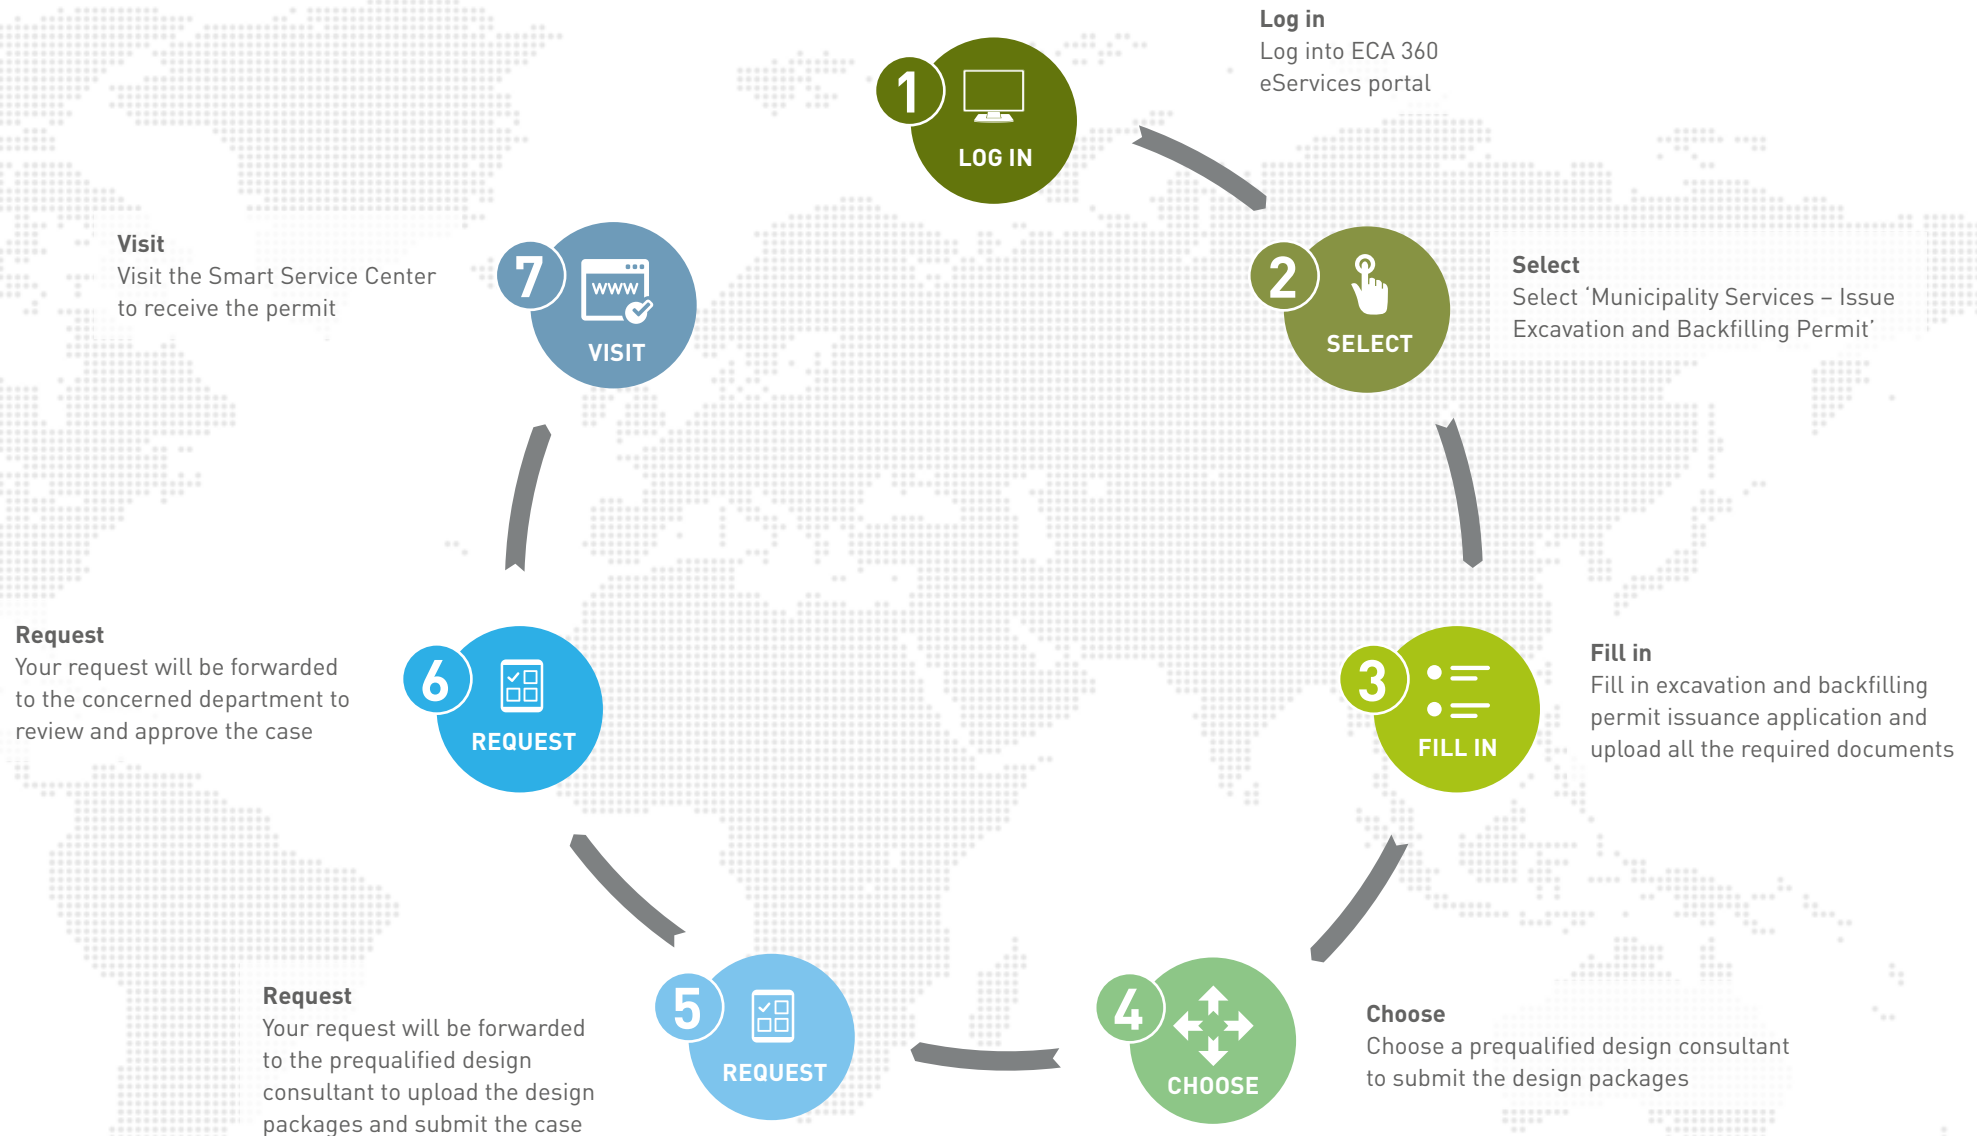 Log in
Log into ECA 360
eServices portal
1
LOG IN
2
SELECT
Select
Select ‘Municipality Services – Issue
Excavation and Backfilling Permit’
3
FILL IN
Fill in
Fill in excavation and backfilling
permit issuance application and
upload all the required documents
4
CHOOSE
Choose
Choose a prequalified design consultant
to submit the design packages
5
REQUEST
Request
Your request will be forwarded
to the prequalified design
consultant to upload the design
packages and submit the case
6
REQUEST
Request
Your request will be forwarded
to the concerned department to
review and approve the case
7
WWW
VISIT
Visit
Visit the Smart Service Center
to receive the permit